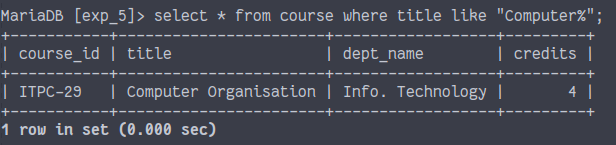 MariaDB [exp_5]> select * from course where title like "Computer%";
+-----------+-----------------------+------------------+---------+
| course_id | title                 | dept_name        | credits |
+-----------+-----------------------+------------------+---------+
| ITPC-29   | Computer Organisation | Info. Technology |       4 |
+-----------+-----------------------+------------------+---------+
1 row in set (0.000 sec)